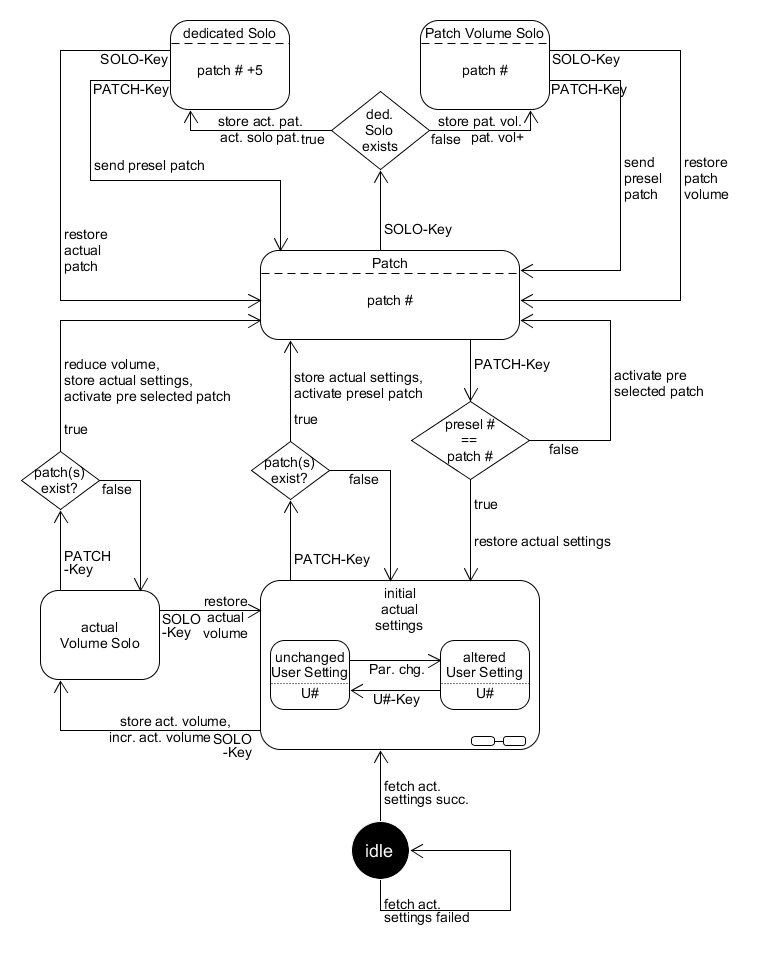 dedicated Solo
patch # +5
Patch Volume Solo
patch #
SOLO-Key
PATCH-Key
SOLO-Key
PATCH-Key
store act. pat.
act. solo pat.
true
ded.
Solo
exists
store pat. vol.
pat. vol+
false
send presel patch
send
presel
patch
restore
patch
volume
restore
actual
patch
SOLO-Key
Patch
patch #
reduce volume,
store actual settings,
activate pre selected patch
true
store actual settings,
activate presel patch
true
PATCH-Key
activate pre
selected patch
presel #
==
patch #
false
true
restore actual settings
patch(s)
exist?
false
patch(s)
exist?
false
PATCH
-Key
PATCH-Key
actual
Volume Solo
SOLO
-Key
restore
actual
volume
initial
actual
settings
unchanged
User Setting
U#
Par. chg.
U#-Key
altered
User Setting
U#
store act. volume,
incr. act. volume
SOLO
-Key
fetch act.
settings succ.
idle
fetch act.
settings failed